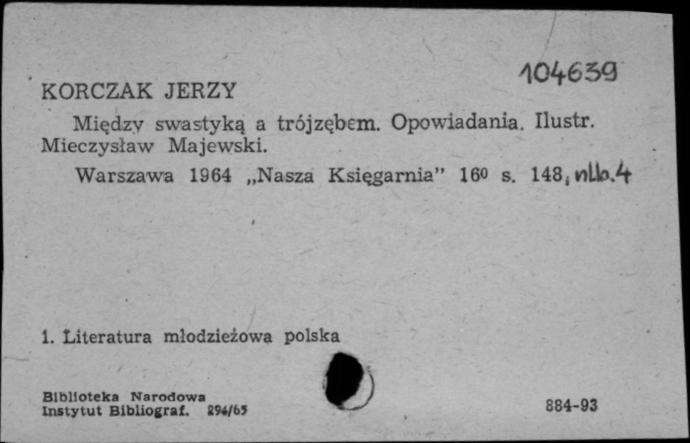 104639
KORCZAK JERZY
Między swastyką a trójzębem. Opowiadania. Ilustr.
Mieczysław Majewski.
Warszawa 1964 „Nasza Księgarnia” 16⁰ s. 148, nlb. 4
1. Literatura młodzieżowa polska
Biblioteka Narodowa
Instytut Bibliograf. 294/65
884-93